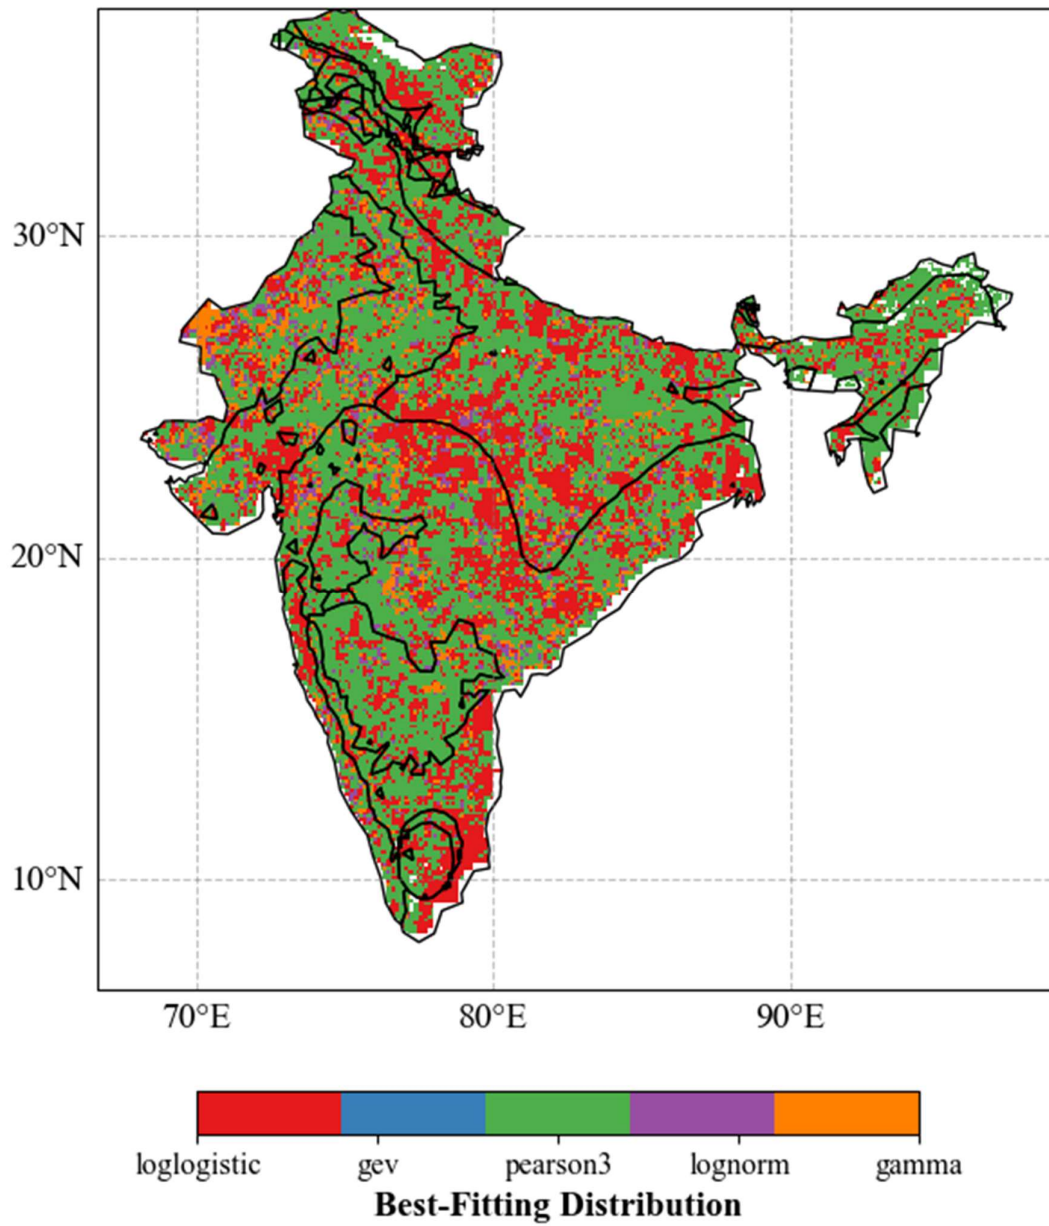 30°N
20°N
10°N
70°E 80°E 90°E
loglogistic gev pearson3 lognorm gamma
Best-Fitting Distribution